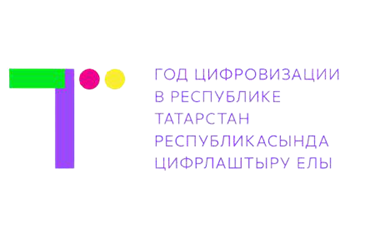 ГОД ЦИФРОВИЗАЦИИ
В РЕСПУБЛИКЕ
ТАТАРСТАН
РЕСПУБЛИКАСЫНДА
ЦИФРЛАШТЫРУ ЕЛЫ